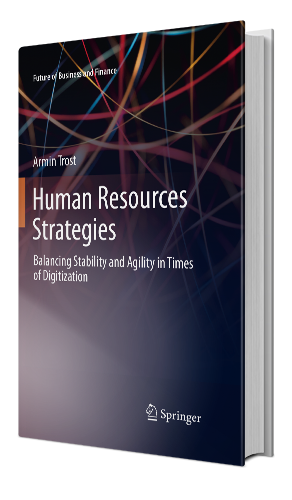 Future of Business and Finance
Armin Trost
Human Resources
Strategies
Balancing Stability and Agility in Times
of Digitization
Springer